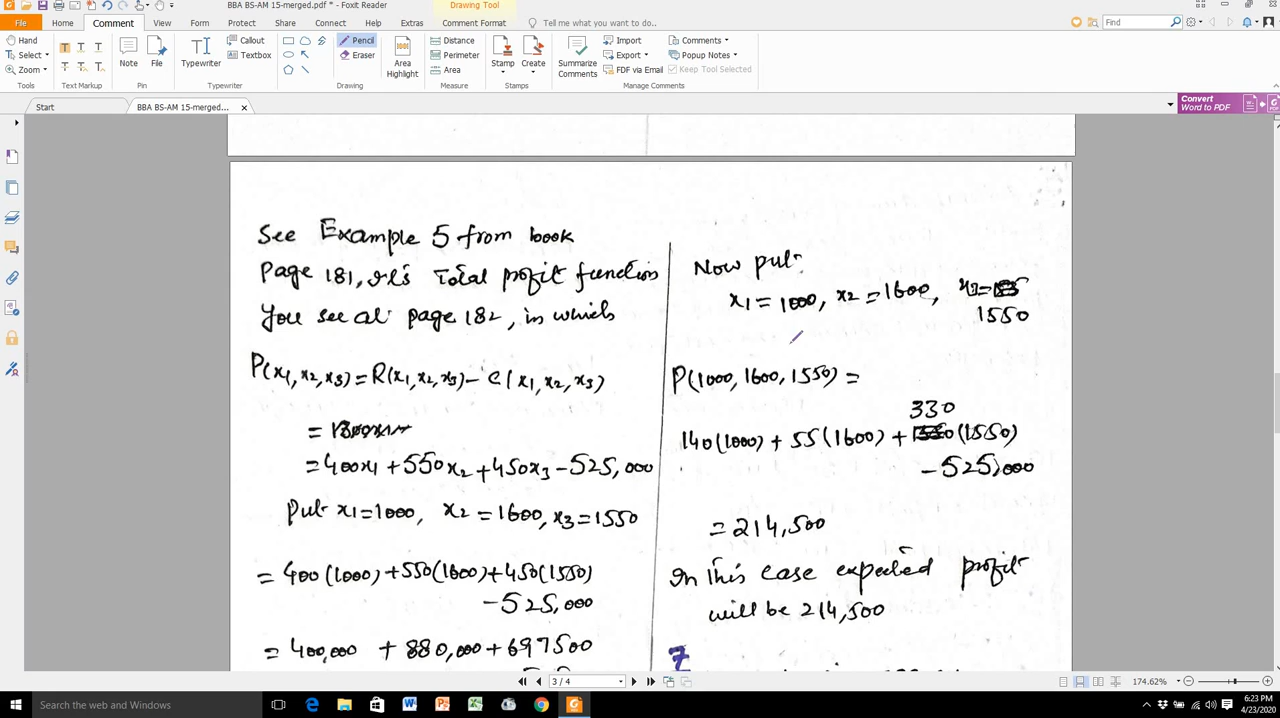 BBA BS-AM 15-merged.pdf * - Foxit Reader
Drawing Tool
File Home Comment View Form Protect Share Connect Help Extras Comment Format Tell me what you want to do... Find
Hand
Select
Zoom
Tools
Text Markup
Note
File
Pin
Typewriter
Callout
Textbox
Typewriter
Pencil
Eraser
Drawing
Area Highlight
Distance
Perimeter
Area
Measure
Stamp
Create
Stamps
Summarize Comments
Import
Export
FDF via Email
Comments
Popup Notes
Keep Tool Selected
Manage Comments
Start
BBA BS-AM 15-merged....
Convert
Word to PDF
See Example 5 from book
Page 181, It's Total profit function
You see at page 182, in which
P(x1, x2, x3) = R(x1, x2, x3) - C(x1, x2, x3)
=
= 400x1 + 550x2 + 450x3 - 525,000
Put x1 = 1000, x2 = 1600, x3 = 1550
= 400(1000) + 550(1600) + 450(1550)
- 525,000
= 400,000 + 880,000 + 697500
Now put
x1 = 1000, x2 = 1600,
1550
P(1000, 1600, 1550) =
330
140(1000) + 55(1600) + (1550)
- 525,000
= 214,500
In this case expected profit
will be 214,500
7
3 / 4
174.62%
Search the Web and Windows
6:23 PM
4/23/2020